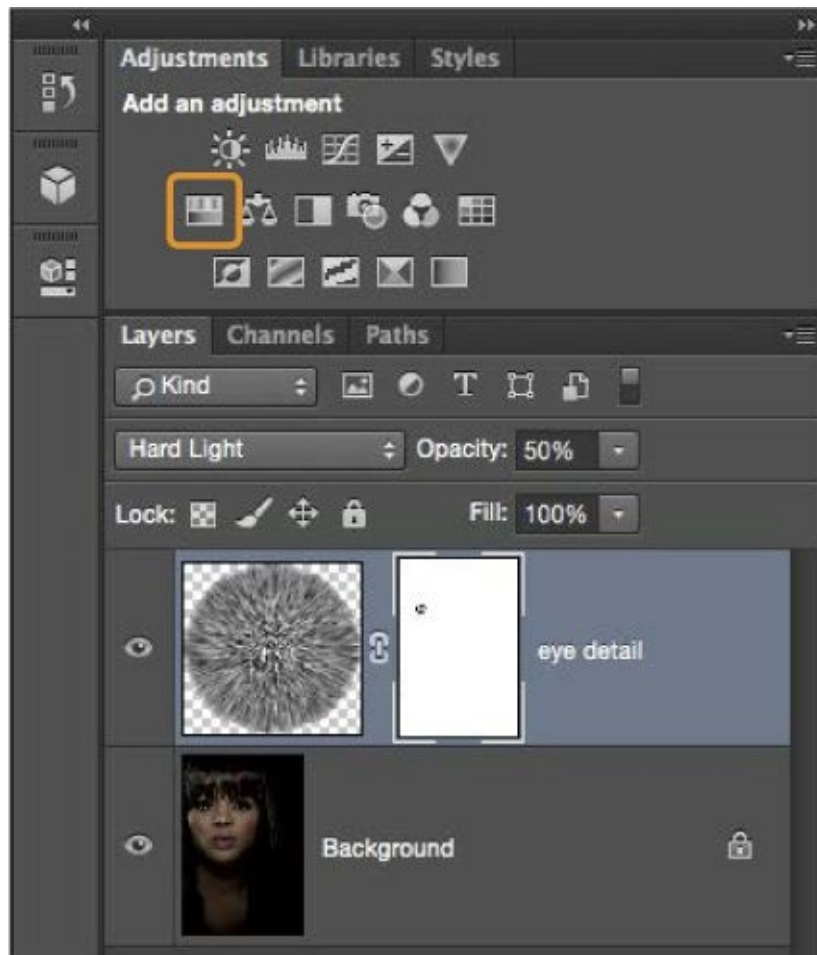 Adjustments Libraries Styles
Add an adjustment
Layers Channels Paths
Kind
T
Hard Light Opacity: 50%
Lock: Fill: 100%
eye detail
Background